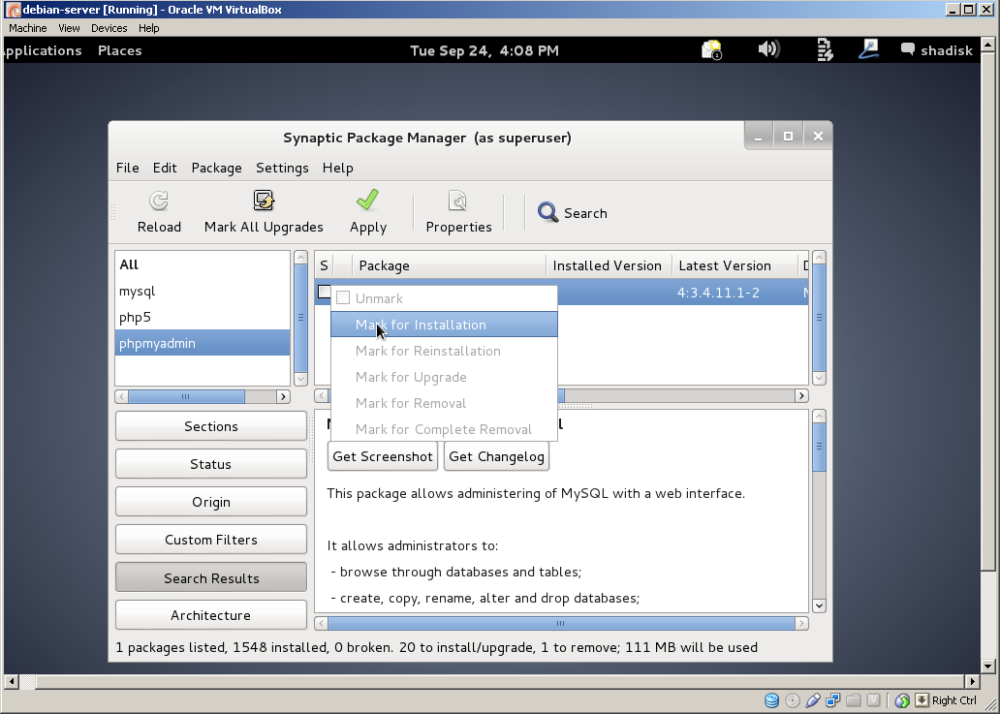 debian-server [Running] - Oracle VM VirtualBox
Machine View Devices Help
pplications Places Tue Sep 24, 4:08 PM 1 shadisk
Synaptic Package Manager (as superuser)
File Edit Package Settings Help
Reload Mark All Upgrades Apply Properties Search
All
mysql
php5
phpmyadmin
S Package Installed Version Latest Version D
4:3.4.11.1-2
Unmark
Mark for Installation
Mark for Reinstallation
Mark for Upgrade
Mark for Removal
Mark for Complete Removal
Sections
Status
Origin
Custom Filters
Search Results
Architecture
Get Screenshot Get Changelog
This package allows administering of MySQL with a web interface.
It allows administrators to:
- browse through databases and tables;
- create, copy, rename, alter and drop databases;
1 packages listed, 1548 installed, 0 broken. 20 to install/upgrade, 1 to remove; 111 MB will be used
Right Ctrl